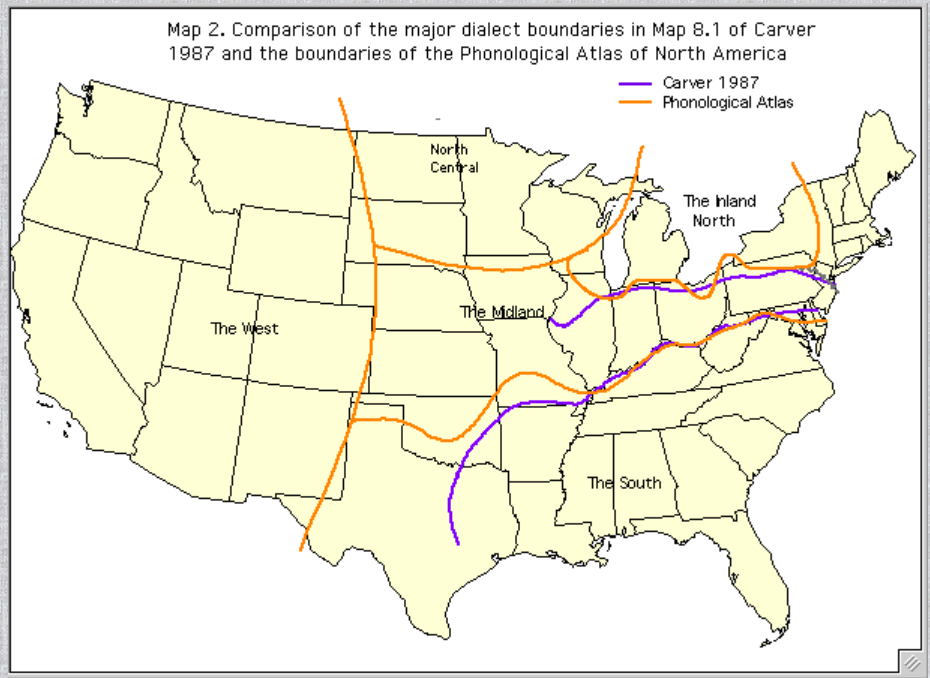 Map 2. Comparison of the major dialect boundaries in Map 8.1 of Carver
1987 and the boundaries of the Phonological Atlas of North America
Carver 1987
Phonological Atlas
North
Central
The Inland
North
The Midland
The West
The South